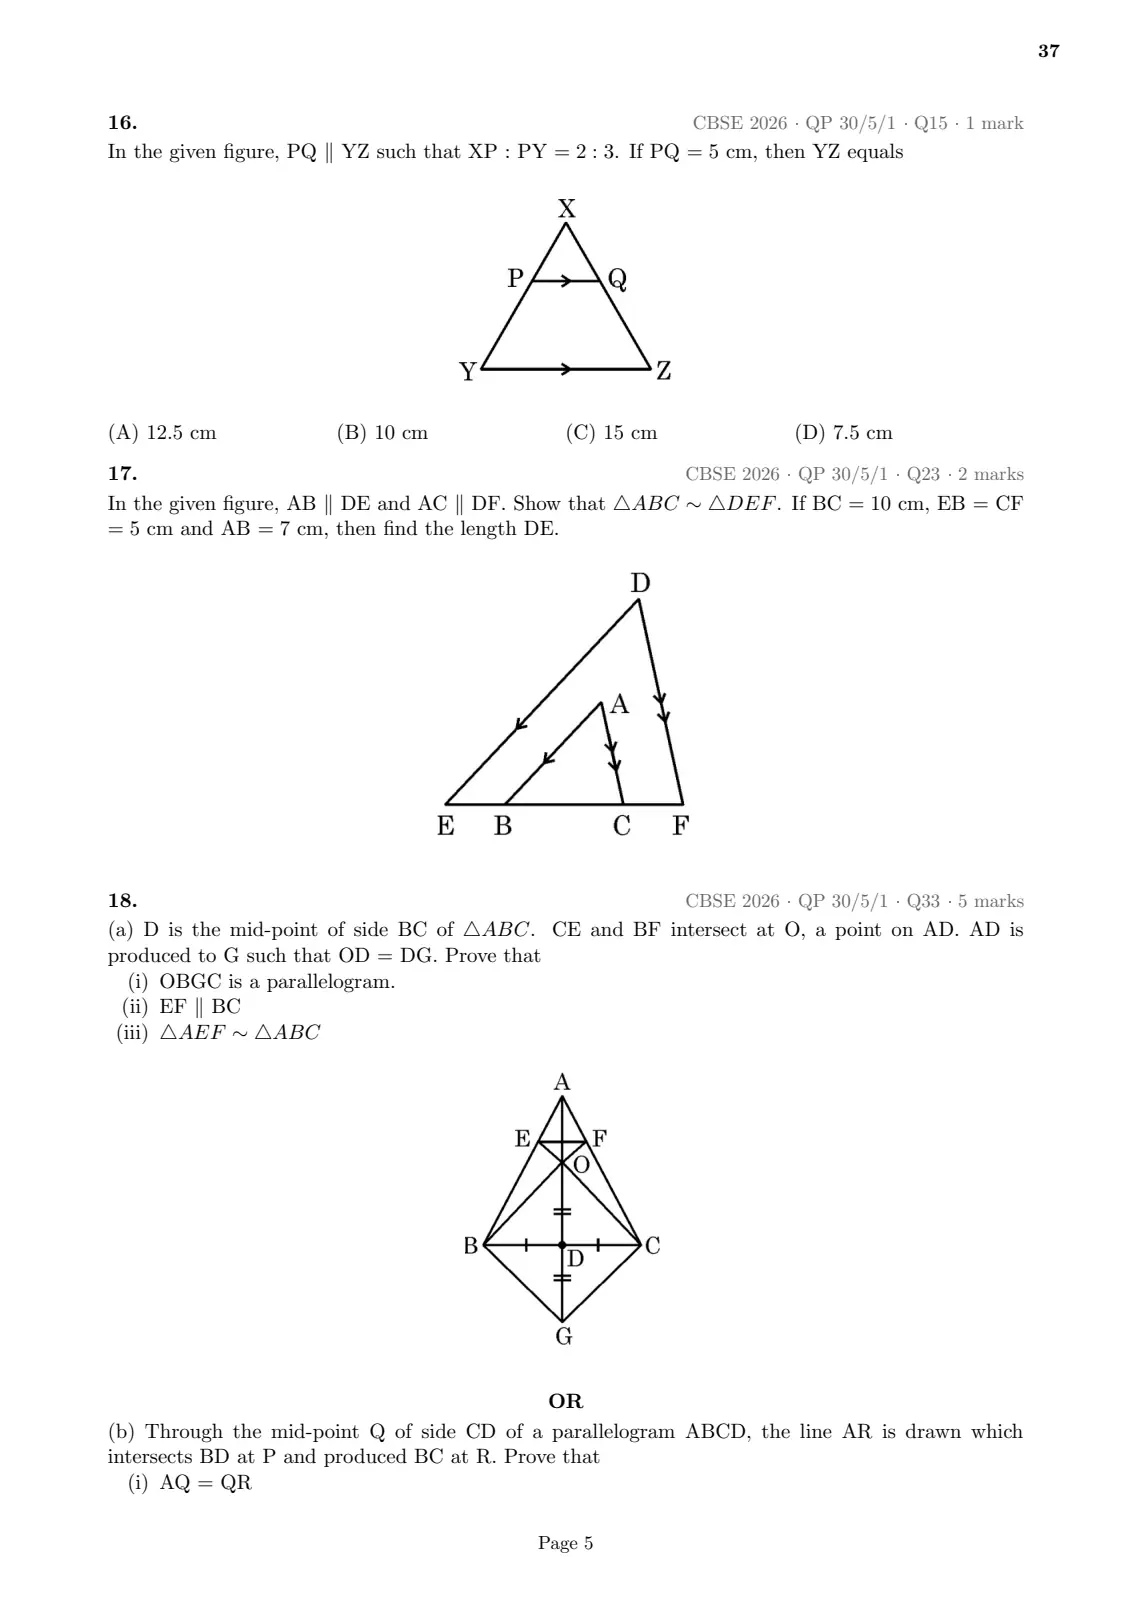 37
16. CBSE 2026 · QP 30/5/1 · Q15 · 1 mark
In the given figure, PQ ∥ YZ such that XP : PY = 2 : 3. If PQ = 5 cm, then YZ equals
X
P Q
Y Z
(A) 12.5 cm (B) 10 cm (C) 15 cm (D) 7.5 cm
17. CBSE 2026 · QP 30/5/1 · Q23 · 2 marks
In the given figure, AB ∥ DE and AC ∥ DF. Show that △ABC ∼ △DEF. If BC = 10 cm, EB = CF
= 5 cm and AB = 7 cm, then find the length DE.
D
A
E B C F
18. CBSE 2026 · QP 30/5/1 · Q33 · 5 marks
(a) D is the mid-point of side BC of △ABC. CE and BF intersect at O, a point on AD. AD is
produced to G such that OD = DG. Prove that
(i) OBGC is a parallelogram.
(ii) EF ∥ BC
(iii) △AEF ∼ △ABC
A
E F
O
B C
D
G
OR
(b) Through the mid-point Q of side CD of a parallelogram ABCD, the line AR is drawn which
intersects BD at P and produced BC at R. Prove that
(i) AQ = QR
Page 5